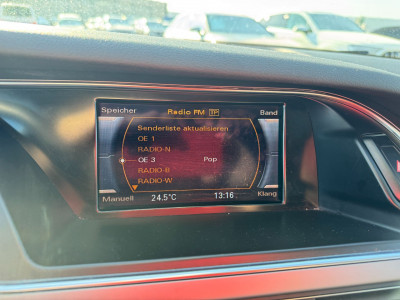 Speicher Radio FM TP Band
Senderliste aktualisieren
OE 1
RADIO-N
OE 3 Pop
RADIO-B
RADIO-W
Manuell 24.5°C 13:16 Klang